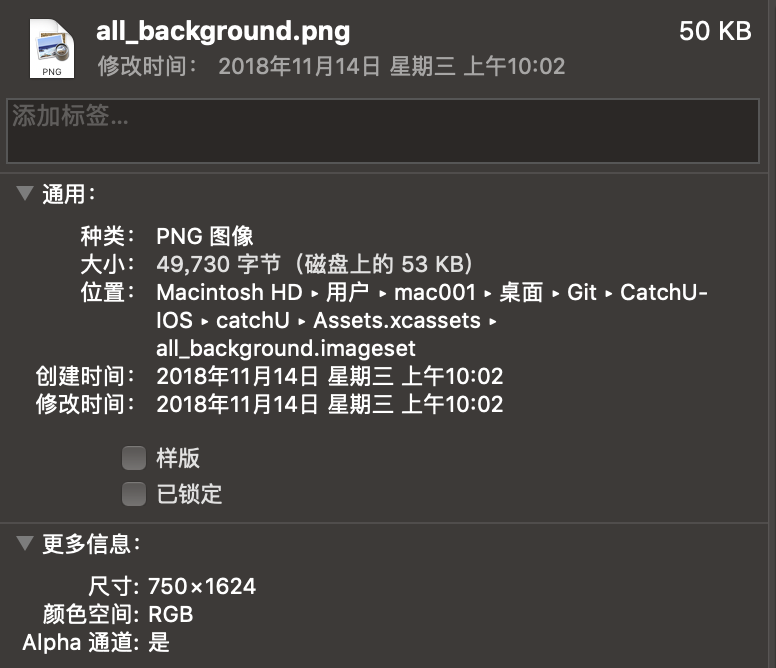 all_background.png
50 KB
修改时间： 2018年11月14日 星期三 上午10:02
PNG
添加标签...
通用：
种类： PNG 图像
大小： 49,730 字节（磁盘上的 53 KB）
位置： Macintosh HD ▸ 用户 ▸ mac001 ▸ 桌面 ▸ Git ▸ CatchU-
IOS ▸ catchU ▸ Assets.xcassets ▸
all_background.imageset
创建时间： 2018年11月14日 星期三 上午10:02
修改时间： 2018年11月14日 星期三 上午10:02
样版
已锁定
更多信息：
尺寸: 750×1624
颜色空间: RGB
Alpha 通道: 是